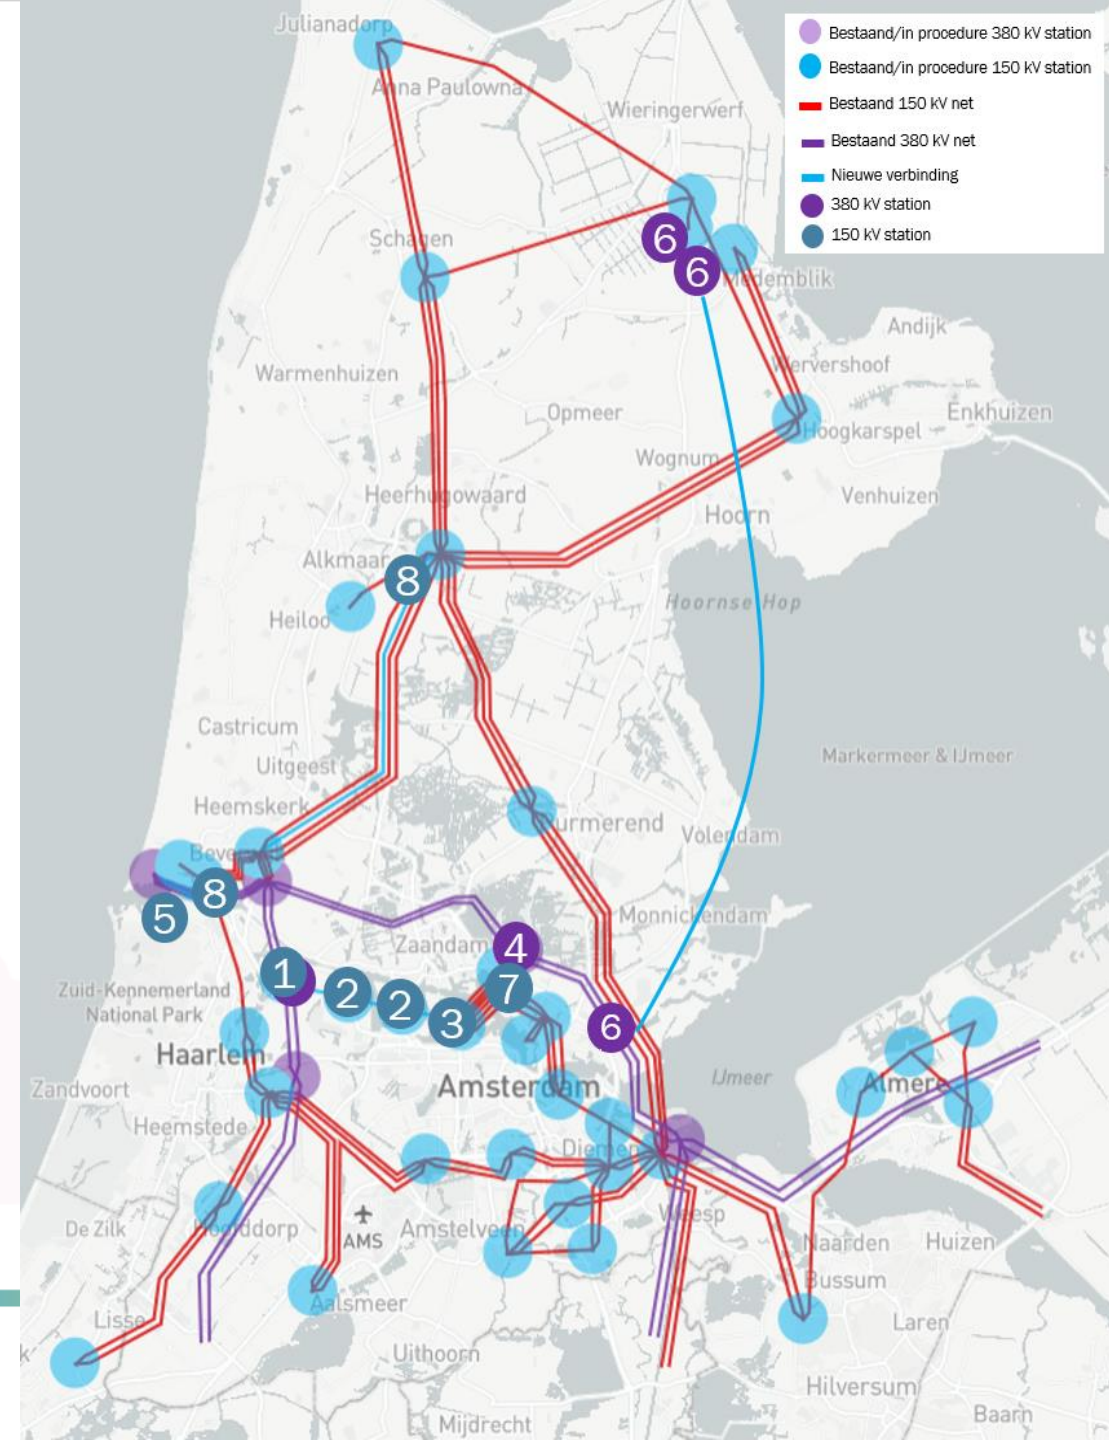 Julianadorp
Bestaand/in procedure 380 kV station
Bestaand/in procedure 150 kV station
Bestaand 150 kV net
Bestaand 380 kV net
Nieuwe verbinding
380 kV station
150 kV station
Anna Paulowna
Wieringerwerf
Schagen
6
6
Medemblik
Andijk
Wervershoof
Warmenhuizen
Opmeer
Enkhuizen
Hoogkarspel
Wognum
Venhuizen
Heerhugowaard
Hoorn
Alkmaar
8
Hoornse Hop
Heiloo
Castricum
Uitgeest
Markermeer & IJmeer
Heemskerk
Purmerend
Volendam
8
5
Monnickendam
Zaandam
4
1
2
2
3
7
6
Zuid-Kennemerland
National Park
Haarlem
Zandvoort
Amsterdam
IJmeer
Almere
Heemstede
Diemen
De Zilk
Hoofddorp
AMS
Amstelveen
Weesp
Naarden
Huizen
Bussum
Aalsmeer
Lisse
Laren
k
Uithoorn
Hilversum
Mijdrecht
Baarn